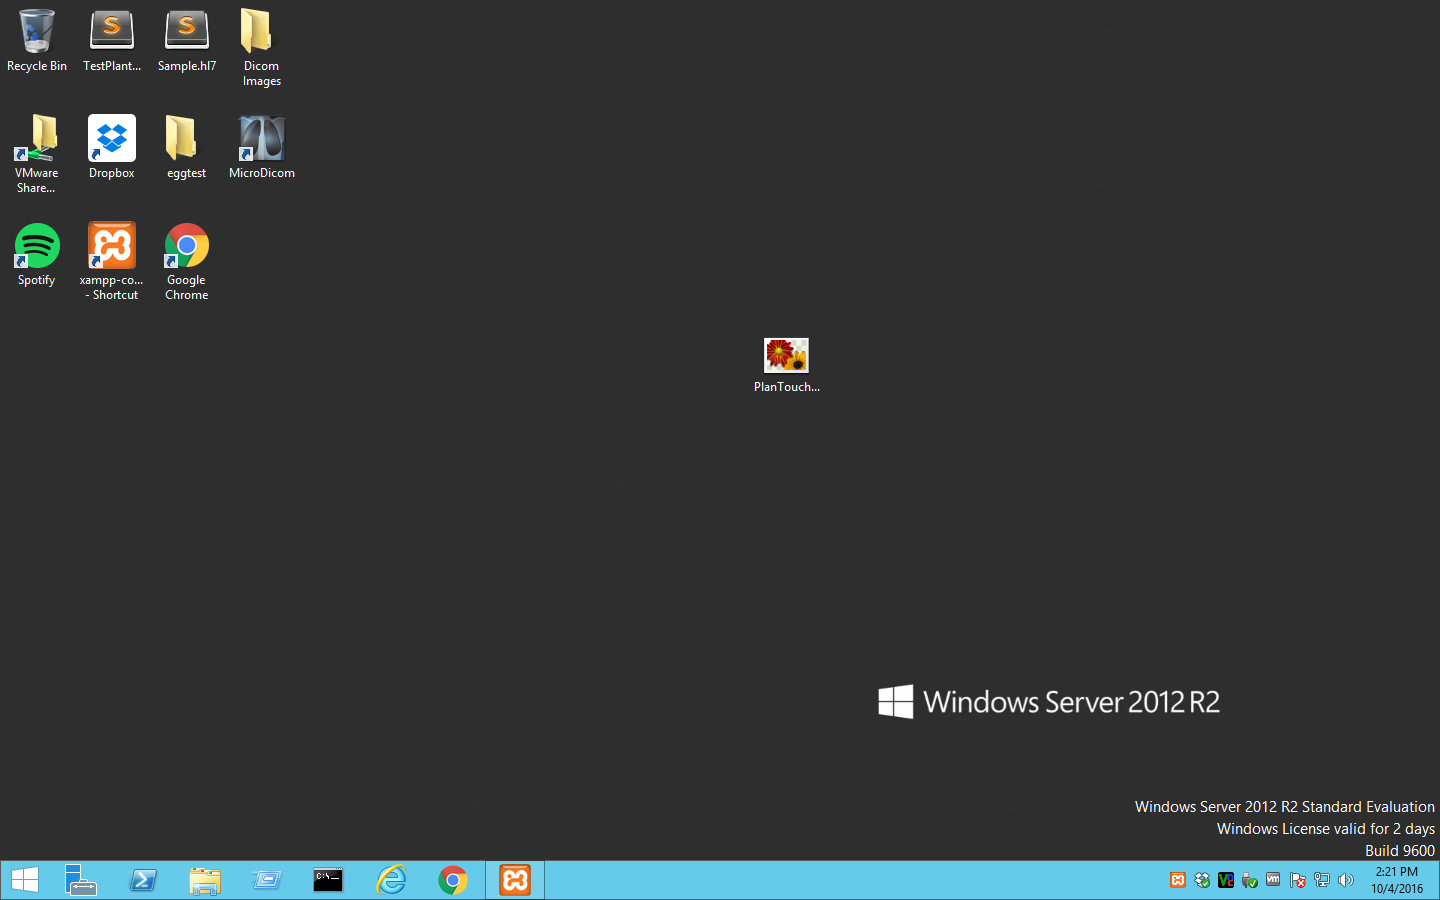 Recycle Bin
TestPlant...
Sample.hl7
Dicom
Images
VMware
Share...
Dropbox
eggtest
MicroDicom
Spotify
xampp-co...
- Shortcut
Google
Chrome
PlanTouch...
Windows Server 2012 R2
Windows Server 2012 R2 Standard Evaluation
Windows License valid for 2 days
Build 9600
C:\_
vm
2:21 PM
10/4/2016